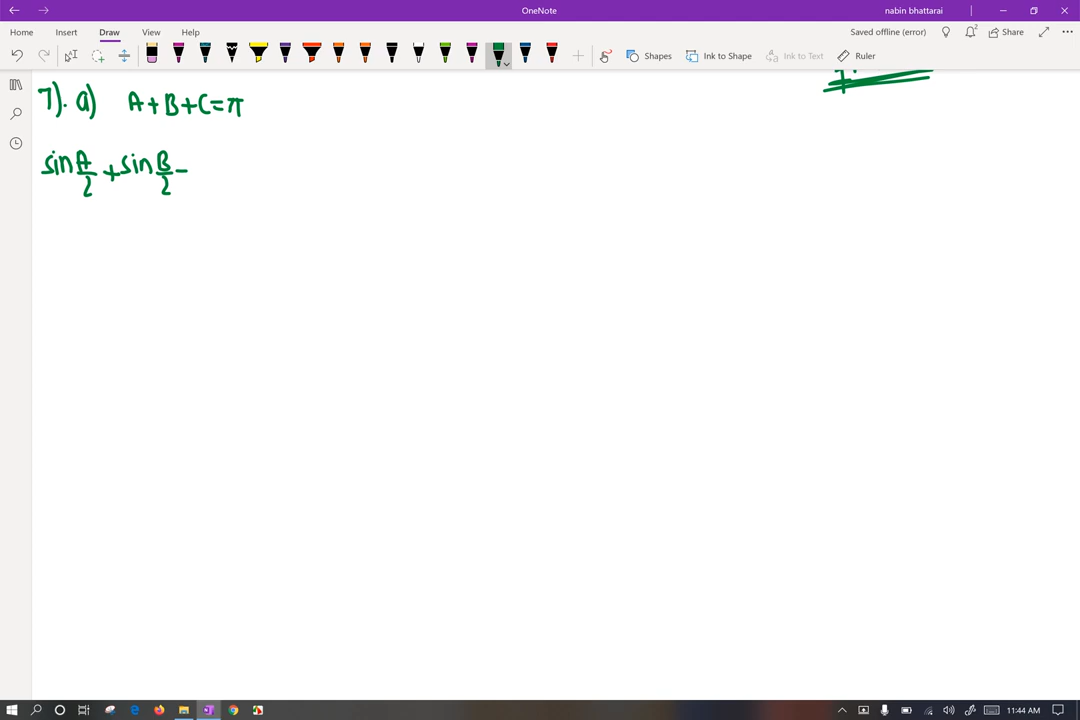 OneNote
nabin bhattarai
Home Insert Draw View Help
Saved offline (error)
2
Share
Shapes
Ink to Shape
Ink to Text
Ruler
7). a) A+B+C=π
sin A/2 + sin B/2 -
11:44 AM